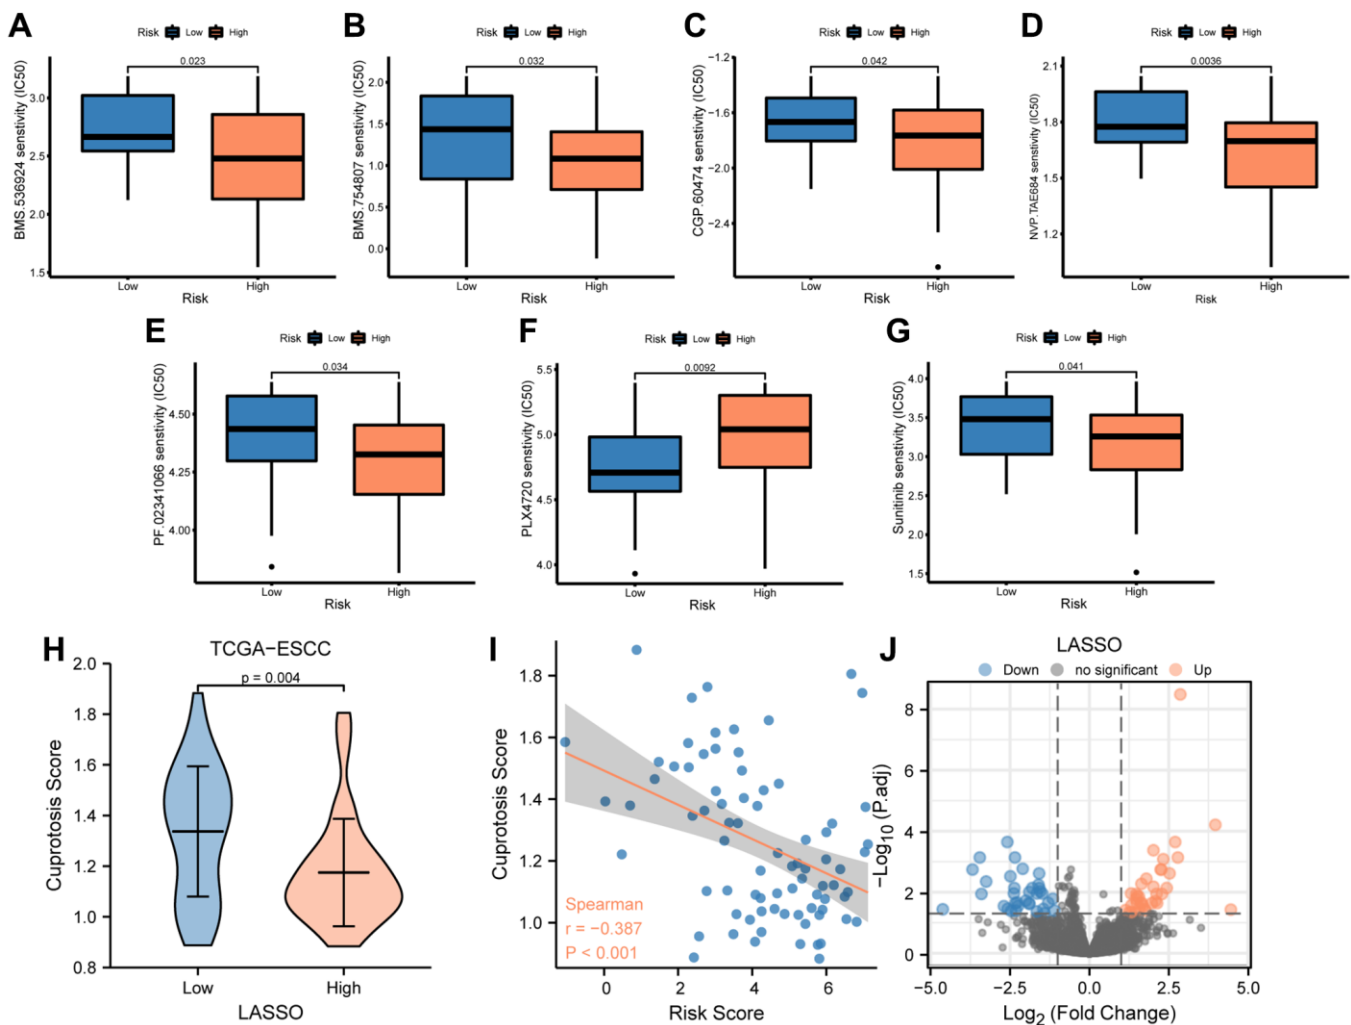 A
Risk Low High
0.023
BMS.536924 senstivity (IC50)
3.0
2.5
2.0
1.5
Low High
Risk
B
Risk Low High
0.032
BMS.754807 senstivity (IC50)
2.0
1.5
1.0
0.5
0.0
Low High
Risk
C
Risk Low High
0.042
CGP.60474 senstivity (IC50)
−1.2
−1.6
−2.0
−2.4
Low High
Risk
D
Risk Low High
0.0036
NVP.TAE684 senstivity (IC50)
2.1
1.8
1.5
1.2
Low High
Risk
E
Risk Low High
0.034
PF.02341066 senstivity (IC50)
4.50
4.25
4.00
Low High
Risk
F
Risk Low High
0.0092
PLX4720 senstivity (IC50)
5.5
5.0
4.5
4.0
Low High
Risk
G
Risk Low High
0.041
Sunitinib senstivity (IC50)
4.0
3.5
3.0
2.5
2.0
1.5
Low High
Risk
H
TCGA−ESCC
p = 0.004
Cuprotosis Score
2.0
1.8
1.6
1.4
1.2
1.0
0.8
Low High
LASSO
I
Cuprotosis Score
1.8
1.6
1.4
1.2
1.0
Spearman
r = −0.387
P < 0.001
0 2 4 6
Risk Score
J
LASSO
Down no significant Up
−Log10 (P.adj)
8
6
4
2
0
−5.0 −2.5 0.0 2.5 5.0
Log2 (Fold Change)